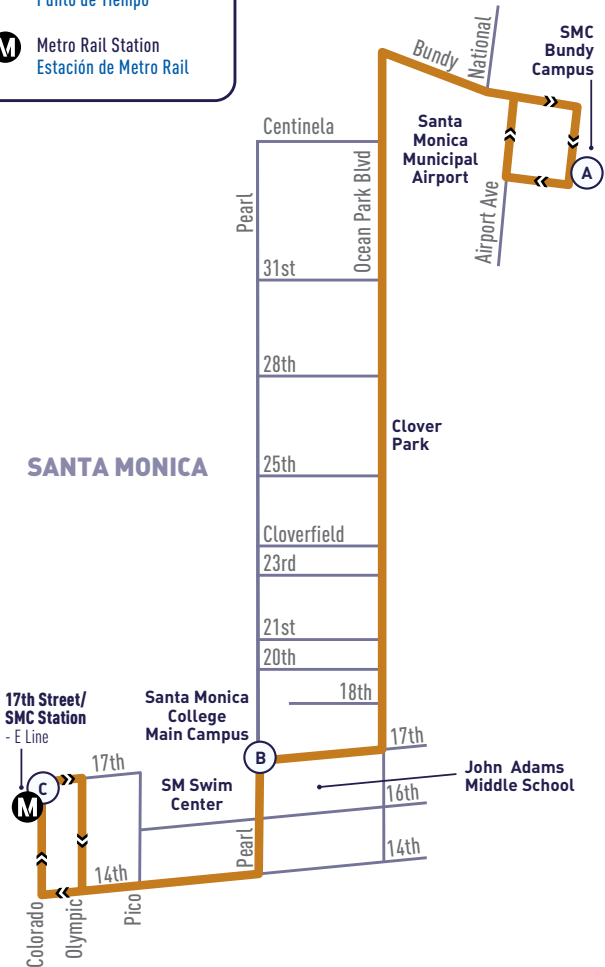 Punto de Tiempo
M
Metro Rail Station
Estación de Metro Rail
SMC
Bundy
Campus
Bundy
National
A
Santa
Monica
Municipal
Airport
Airport Ave
Centinela
Pearl
Ocean Park Blvd
31st
28th
Clover
Park
SANTA MONICA
25th
Cloverfield
23rd
21st
20th
18th
17th Street/
SMC Station
- E Line
Santa Monica
College
Main Campus
B
17th
C
M
17th
SM Swim
Center
John Adams
Middle School
16th
Pearl
14th
14th
Colorado
Olympic
Pico